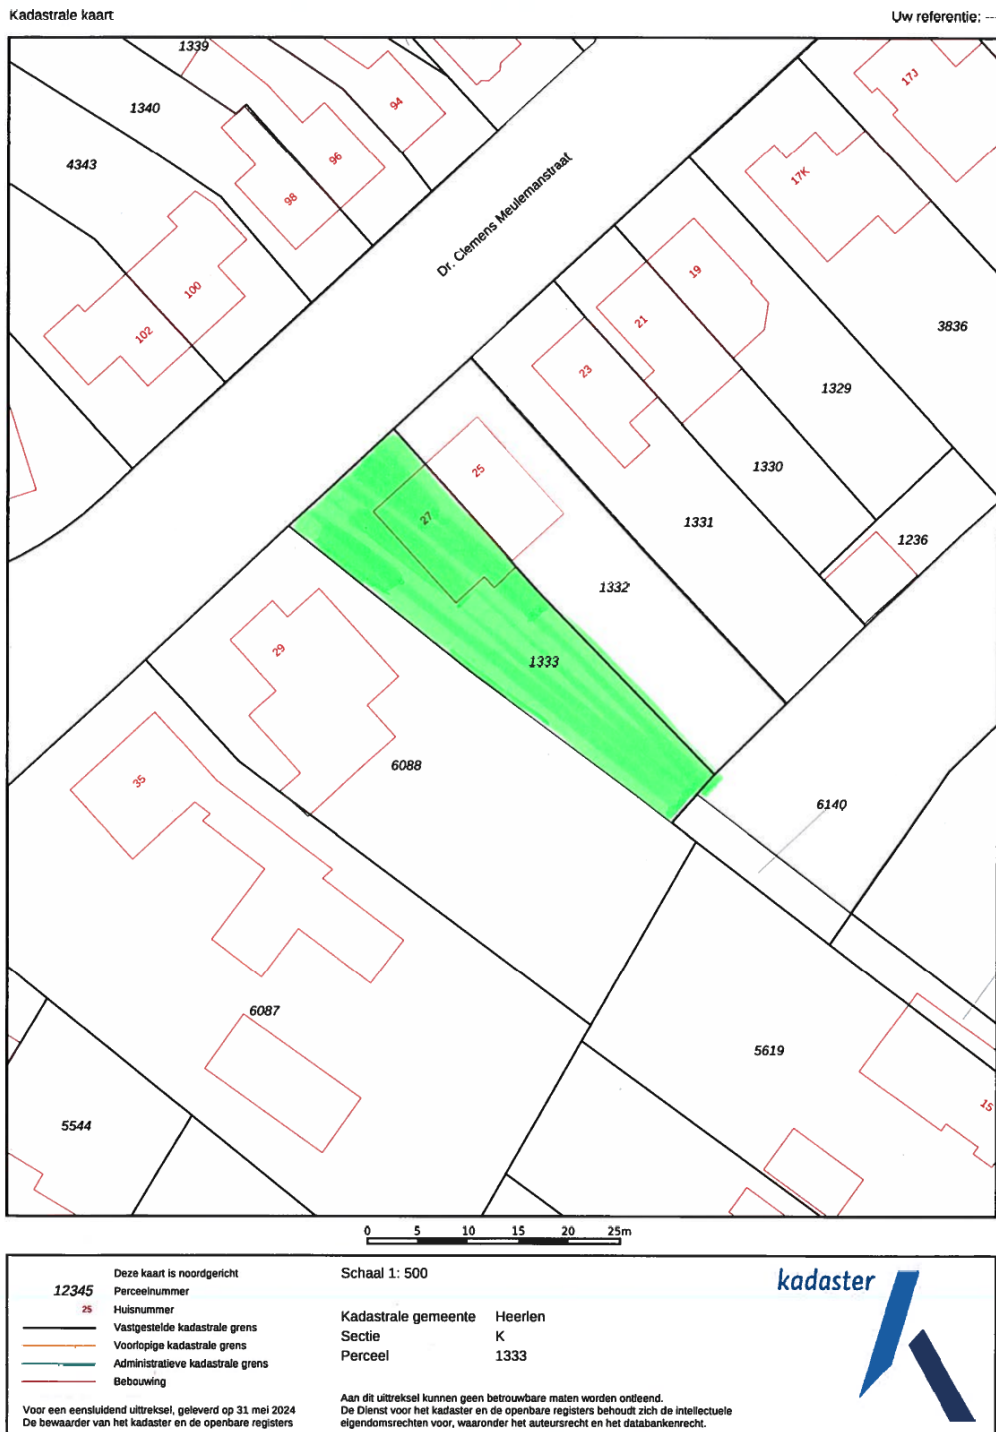 Kadastrale kaart
Uw referentie: --
1339
1340
4343
94
96
98
100
102
Dr. Clemens Meulemanstraat
17J
17K
19
21
23
3836
1329
1330
1331
1236
25
27
1332
1333
29
6088
35
6140
6087
5619
5544
15
0 5 10 15 20 25m
Deze kaart is noordgericht
12345 Perceelnummer
25 Huisnummer
Vastgestelde kadastrale grens
Voorlopige kadastrale grens
Administratieve kadastrale grens
Bebouwing
Voor een eensluidend uittreksel, geleverd op 31 mei 2024
De bewaarder van het kadaster en de openbare registers
Schaal 1: 500
Kadastrale gemeente Heerlen
Sectie K
Perceel 1333
Aan dit uittreksel kunnen geen betrouwbare maten worden ontleend.
De Dienst voor het kadaster en de openbare registers behoudt zich de intellectuele
eigendomsrechten voor, waaronder het auteursrecht en het databankenrecht.
kadaster